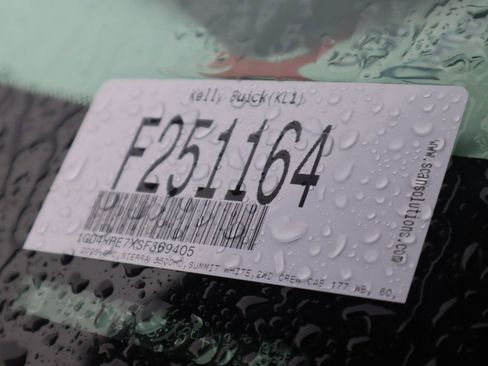 Kelly Buick(KL1)
F251164
1GD4HRE7XSF369405
2025,GMC,SIERRA 3500HD,SUMMIT WHITE,2WD CREW CAB 177 WB, 60,
www.scansolutions.com